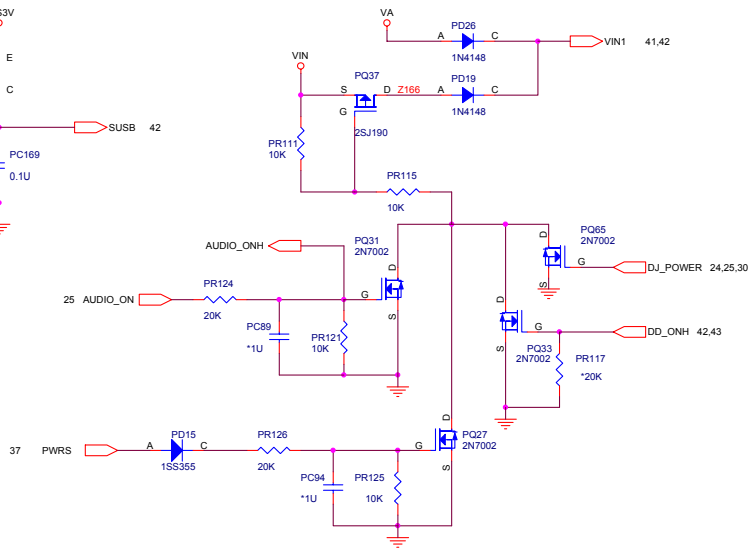 S3V
VA
PD26
A
C
VIN1 41,42
E
1N4148
VIN
PQ37
PD19
C
S
D
Z166
A
C
G
1N4148
SUSB 42
2SJ190
PR111
10K
PC169
0.1U
PR115
10K
PQ65
2N7002
D
AUDIO_ONH
PQ31
2N7002
G
DJ_POWER 24,25,30
D
S
PR124
25 AUDIO_ON
G
D
20K
PC89
*1U
PR121
10K
S
G
DD_ONH 42,43
PQ33
2N7002
S
PR117
*20K
D
PD15
PR126
PQ27
2N7002
37 PWRS
A
C
G
1SS355
20K
S
PC94
*1U
PR125
10K